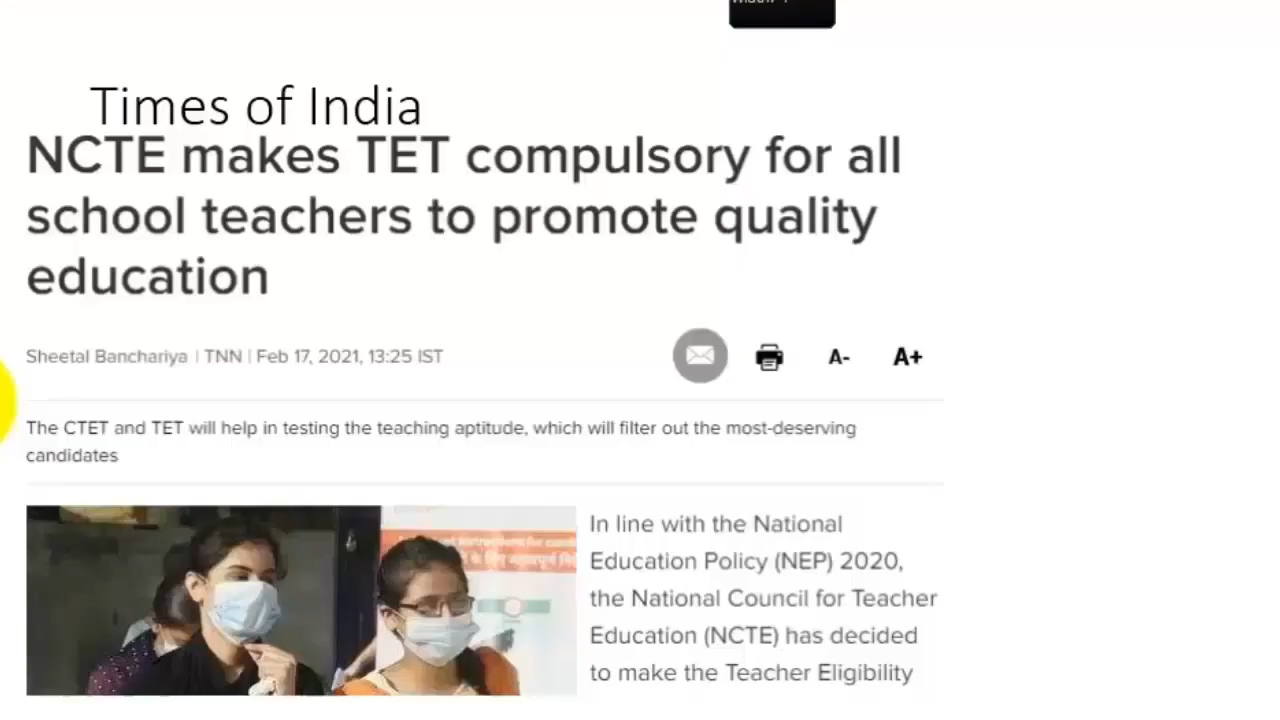 Times of India
NCTE makes TET compulsory for all
school teachers to promote quality
education
Sheetal Banchariya | TNN | Feb 17, 2021, 13:25 IST
A-
A+
The CTET and TET will help in testing the teaching aptitude, which will filter out the most-deserving
candidates
In line with the National
Education Policy (NEP) 2020,
the National Council for Teacher
Education (NCTE) has decided
to make the Teacher Eligibility